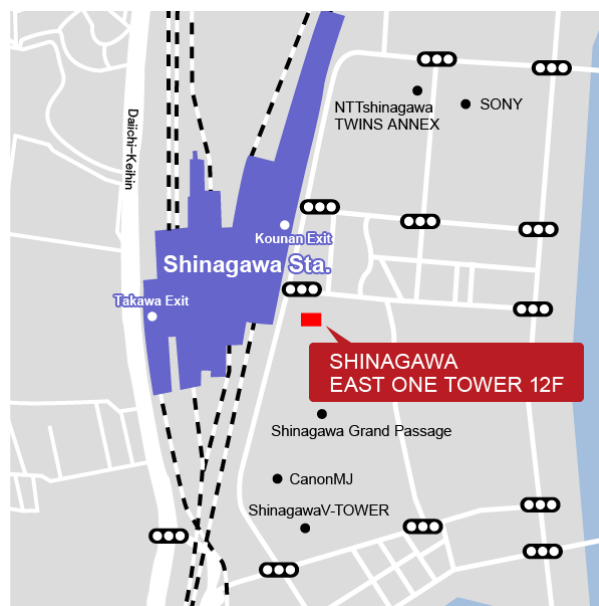 Daiichi-Keihin
NTTshinagawa
TWINS ANNEX
SONY
Kounan Exit
Shinagawa Sta.
Takawa Exit
SHINAGAWA
EAST ONE TOWER 12F
Shinagawa Grand Passage
CanonMJ
ShinagawaV-TOWER